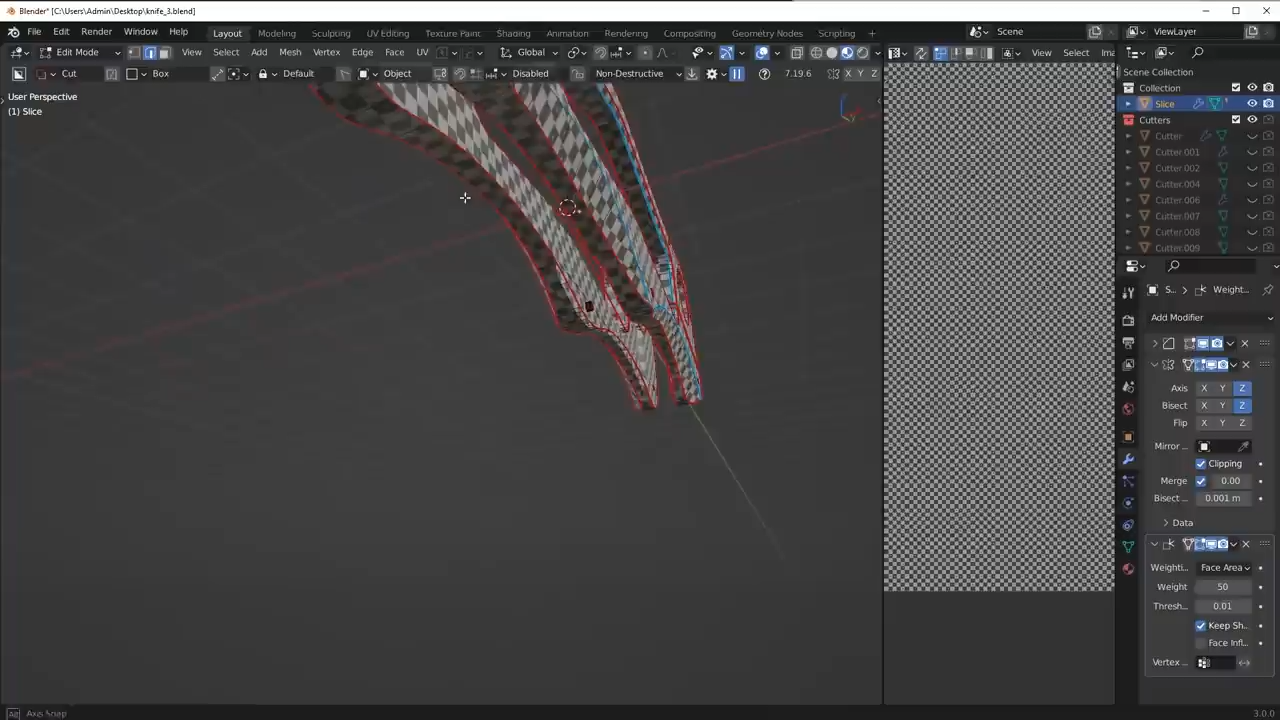 Blender* [C:\Users\Admin\Desktop\knife_3.blend]
File Edit Render Window Help Layout Modeling Sculpting UV Editing Texture Paint Shading Animation Rendering Compositing Geometry Nodes Scripting Scene ViewLayer
Edit Mode View Select Add Mesh Vertex Edge Face UV Global View Select Ima
Cut Box Default Object Disabled Non-Destructive 7.19.6 X Y Z
User Perspective
(1) Slice
Scene Collection
Collection
Slice
Cutters
Cutter
Cutter.001
Cutter.002
Cutter.004
Cutter.006
Cutter.007
Cutter.008
Cutter.009
S.. Weight..
Add Modifier
Axis X Y Z
Bisect X Y Z
Flip X Y Z
Mirror ..
Clipping
Merge 0.00
Bisect .. 0.001 m
Data
Weighti.. Face Area
Weight 50
Thresh.. 0.01
Keep Sh..
Face Infl..
Vertex ..
Axis Snap 3.0.0